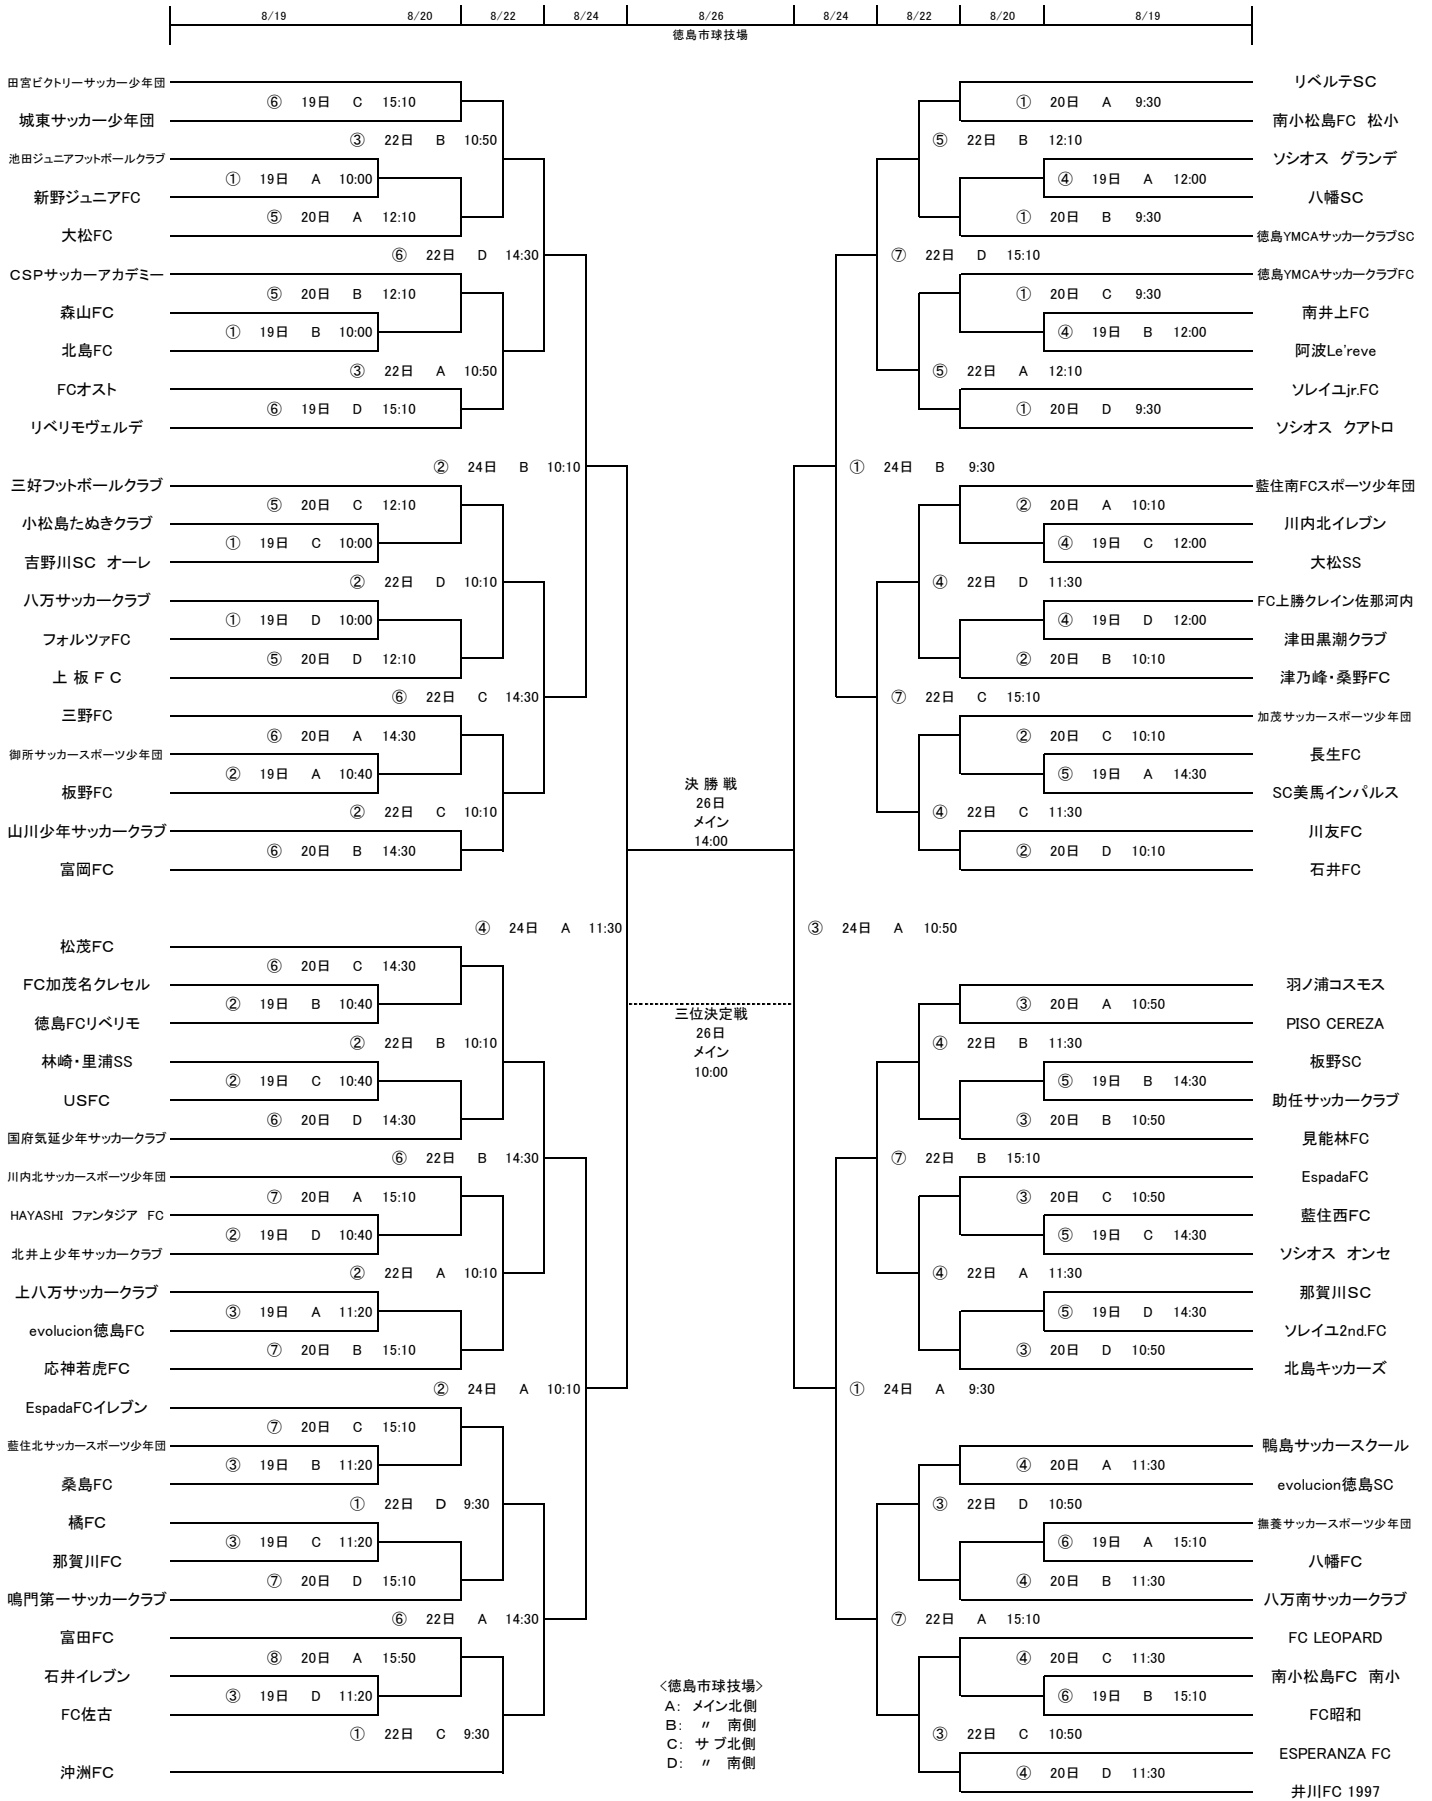 8/19 8/20 8/22 8/24 8/26 8/24 8/22 8/20 8/19
徳島市球技場
田宮ビクトリーサッカー少年団
⑥ 19日 C 15:10
城東サッカー少年団
③ 22日 B 10:50
池田ジュニアフットボールクラブ
① 19日 A 10:00
新野ジュニアFC
⑤ 20日 A 12:10
大松FC
⑥ 22日 D 14:30
CSPサッカーアカデミー
⑤ 20日 B 12:10
森山FC
① 19日 B 10:00
北島FC
③ 22日 A 10:50
FCオスト
⑥ 19日 D 15:10
リベリモヴェルデ
② 24日 B 10:10
三好フットボールクラブ
⑤ 20日 C 12:10
小松島たぬきクラブ
① 19日 C 10:00
吉野川SC オーレ
② 22日 D 10:10
八万サッカークラブ
① 19日 D 10:00
フォルツァFC
⑤ 20日 D 12:10
上 板 F C
⑥ 22日 C 14:30
三野FC
⑥ 20日 A 14:30
御所サッカースポーツ少年団
② 19日 A 10:40
板野FC
② 22日 C 10:10
山川少年サッカークラブ
⑥ 20日 B 14:30
富岡FC
④ 24日 A 11:30
松茂FC
⑥ 20日 C 14:30
FC加茂名クレセル
② 19日 B 10:40
徳島FCリベリモ
② 22日 B 10:10
林崎・里浦SS
② 19日 C 10:40
USFC
⑥ 20日 D 14:30
国府気延少年サッカークラブ
⑥ 22日 B 14:30
川内北サッカースポーツ少年団
⑦ 20日 A 15:10
HAYASHI ファンタジア FC
② 19日 D 10:40
北井上少年サッカークラブ
② 22日 A 10:10
上八万サッカークラブ
③ 19日 A 11:20
evolucion徳島FC
⑦ 20日 B 15:10
応神若虎FC
② 24日 A 10:10
EspadaFCイレブン
⑦ 20日 C 15:10
藍住北サッカースポーツ少年団
③ 19日 B 11:20
桑島FC
① 22日 D 9:30
橘FC
③ 19日 C 11:20
那賀川FC
⑦ 20日 D 15:10
鳴門第一サッカークラブ
⑥ 22日 A 14:30
富田FC
⑧ 20日 A 15:50
石井イレブン
③ 19日 D 11:20
FC佐古
① 22日 C 9:30
沖洲FC
決 勝 戦
26日
メイン
14:00
三位決定戦
26日
メイン
10:00
<徳島市球技場>
A: メイン北側
B: 〃 南側
C: サ ブ北側
D: 〃 南側
リベルテSC
① 20日 A 9:30
南小松島FC 松小
⑤ 22日 B 12:10
ソシオス グランデ
④ 19日 A 12:00
八幡SC
① 20日 B 9:30
徳島YMCAサッカークラブSC
⑦ 22日 D 15:10
徳島YMCAサッカークラブFC
① 20日 C 9:30
南井上FC
④ 19日 B 12:00
阿波Le'reve
⑤ 22日 A 12:10
ソレイユjr.FC
① 20日 D 9:30
ソシオス クアトロ
① 24日 B 9:30
藍住南FCスポーツ少年団
② 20日 A 10:10
川内北イレブン
④ 19日 C 12:00
大松SS
④ 22日 D 11:30
FC上勝クレイン佐那河内
④ 19日 D 12:00
津田黒潮クラブ
② 20日 B 10:10
津乃峰・桑野FC
⑦ 22日 C 15:10
加茂サッカースポーツ少年団
② 20日 C 10:10
長生FC
⑤ 19日 A 14:30
SC美馬インパルス
④ 22日 C 11:30
川友FC
② 20日 D 10:10
石井FC
③ 24日 A 10:50
羽ノ浦コスモス
③ 20日 A 10:50
PISO CEREZA
④ 22日 B 11:30
板野SC
⑤ 19日 B 14:30
助任サッカークラブ
③ 20日 B 10:50
見能林FC
⑦ 22日 B 15:10
EspadaFC
③ 20日 C 10:50
藍住西FC
⑤ 19日 C 14:30
ソシオス オンセ
④ 22日 A 11:30
那賀川SC
⑤ 19日 D 14:30
ソレイユ2nd.FC
③ 20日 D 10:50
北島キッカーズ
① 24日 A 9:30
鴨島サッカースクール
④ 20日 A 11:30
evolucion徳島SC
③ 22日 D 10:50
撫養サッカースポーツ少年団
⑥ 19日 A 15:10
八幡FC
④ 20日 B 11:30
八万南サッカークラブ
⑦ 22日 A 15:10
FC LEOPARD
④ 20日 C 11:30
南小松島FC 南小
⑥ 19日 B 15:10
FC昭和
③ 22日 C 10:50
ESPERANZA FC
④ 20日 D 11:30
井川FC 1997